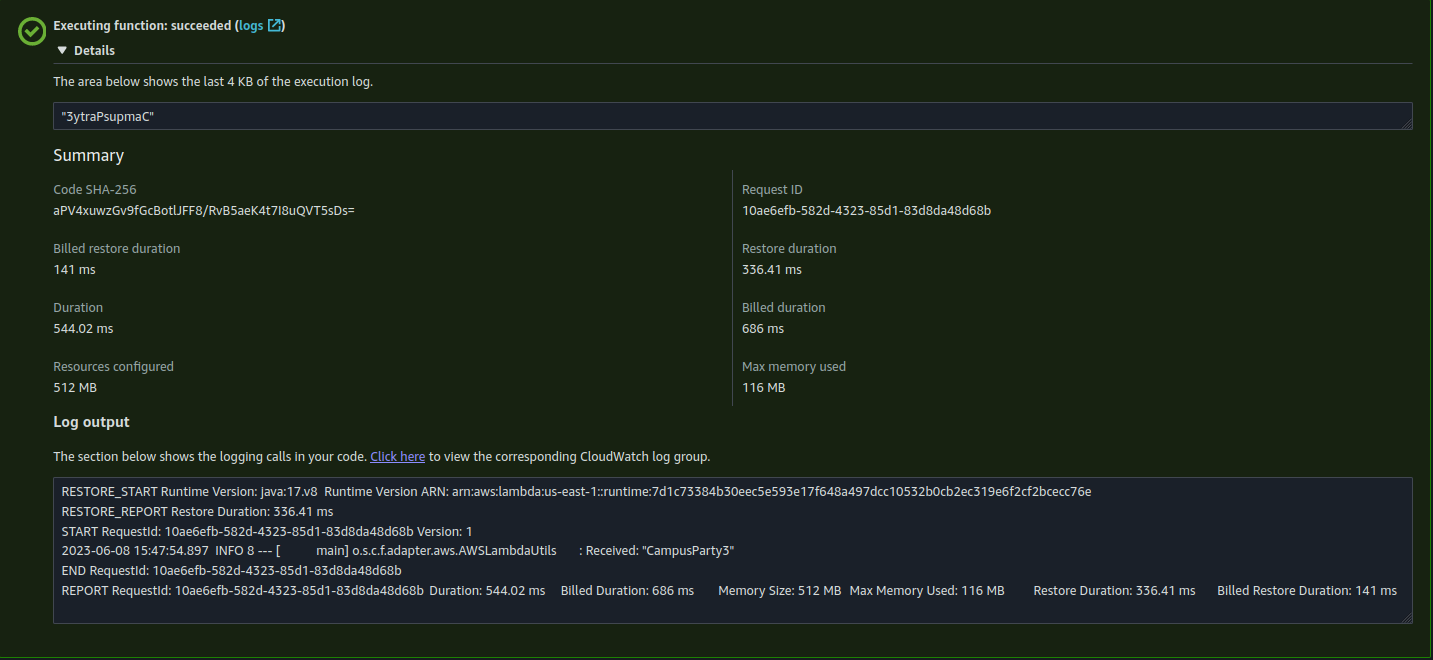 Executing function: succeeded (logs)
Details
The area below shows the last 4 KB of the execution log.
"3ytraPsupmaC"
Summary
Code SHA-256
aPV4xuwzGv9fGcBotlJFF8/RvB5aeK4t7I8uQVT5sDs=
Request ID
10ae6efb-582d-4323-85d1-83d8da48d68b
Billed restore duration
141 ms
Restore duration
336.41 ms
Duration
544.02 ms
Billed duration
686 ms
Resources configured
512 MB
Max memory used
116 MB
Log output
The section below shows the logging calls in your code. Click here to view the corresponding CloudWatch log group.
RESTORE_START Runtime Version: java:17.v8 Runtime Version ARN: arn:aws:lambda:us-east-1::runtime:7d1c73384b30eec5e593e17f648a497dcc10532b0cb2ec319e6f2cf2bcecc76e
RESTORE_REPORT Restore Duration: 336.41 ms
START RequestId: 10ae6efb-582d-4323-85d1-83d8da48d68b Version: 1
2023-06-08 15:47:54.897 INFO 8 --- [ main] o.s.c.f.adapter.aws.AWSLambdaUtils : Received: "CampusParty3"
END RequestId: 10ae6efb-582d-4323-85d1-83d8da48d68b
REPORT RequestId: 10ae6efb-582d-4323-85d1-83d8da48d68b Duration: 544.02 ms Billed Duration: 686 ms Memory Size: 512 MB Max Memory Used: 116 MB Restore Duration: 336.41 ms Billed Restore Duration: 141 ms